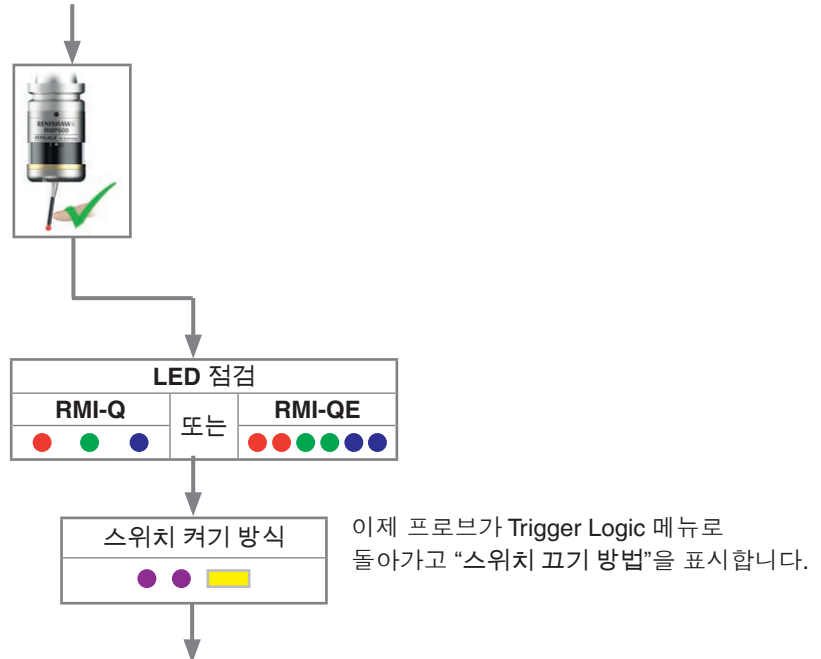 RENISHAW
RMP600
LED 점검
RMI-Q
또는
RMI-QE
스위치 켜기 방식
이제 프로브가 Trigger Logic 메뉴로
돌아가고 “스위치 끄기 방법”을 표시합니다.